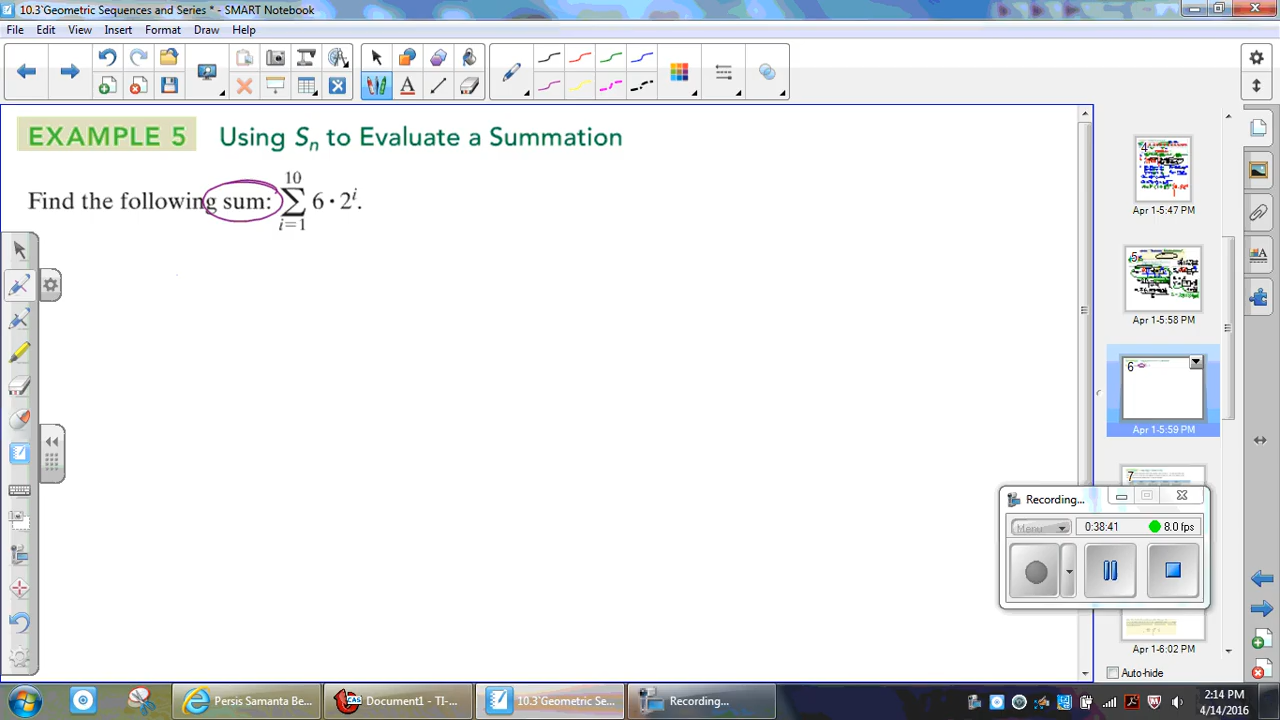 10.3`Geometric Sequences and Series * - SMART Notebook
File Edit View Insert Format Draw Help
EXAMPLE 5 Using Sn to Evaluate a Summation
10
Find the following sum: ∑ 6 · 2^i.
i=1
4
Apr 1-5:47 PM
5
Apr 1-5:58 PM
6
Apr 1-5:59 PM
7
Recording...
Menu 0:38:41 8.0 fps
Apr 1-6:02 PM
Auto-hide
Persis Samanta Be... Document1 - TI-... 10.3`Geometric Se... Recording...
2:14 PM
4/14/2016